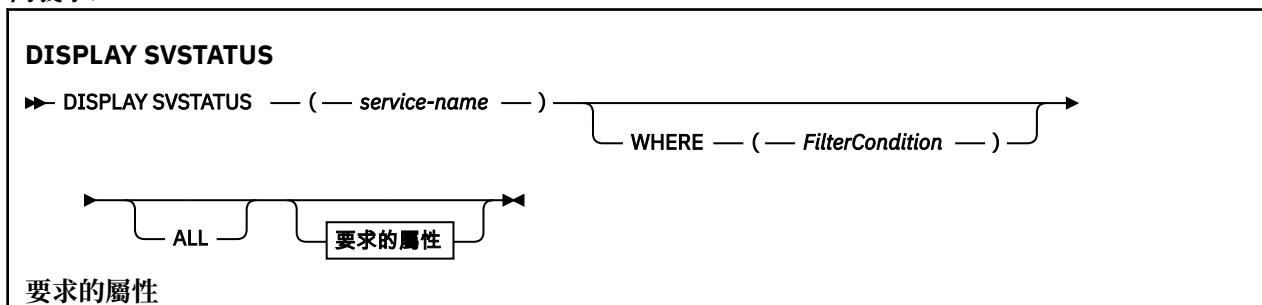 DISPLAY SVSTATUS
DISPLAY SVSTATUS ( service-name )
WHERE ( FilterCondition )
ALL 要求的屬性
要求的屬性